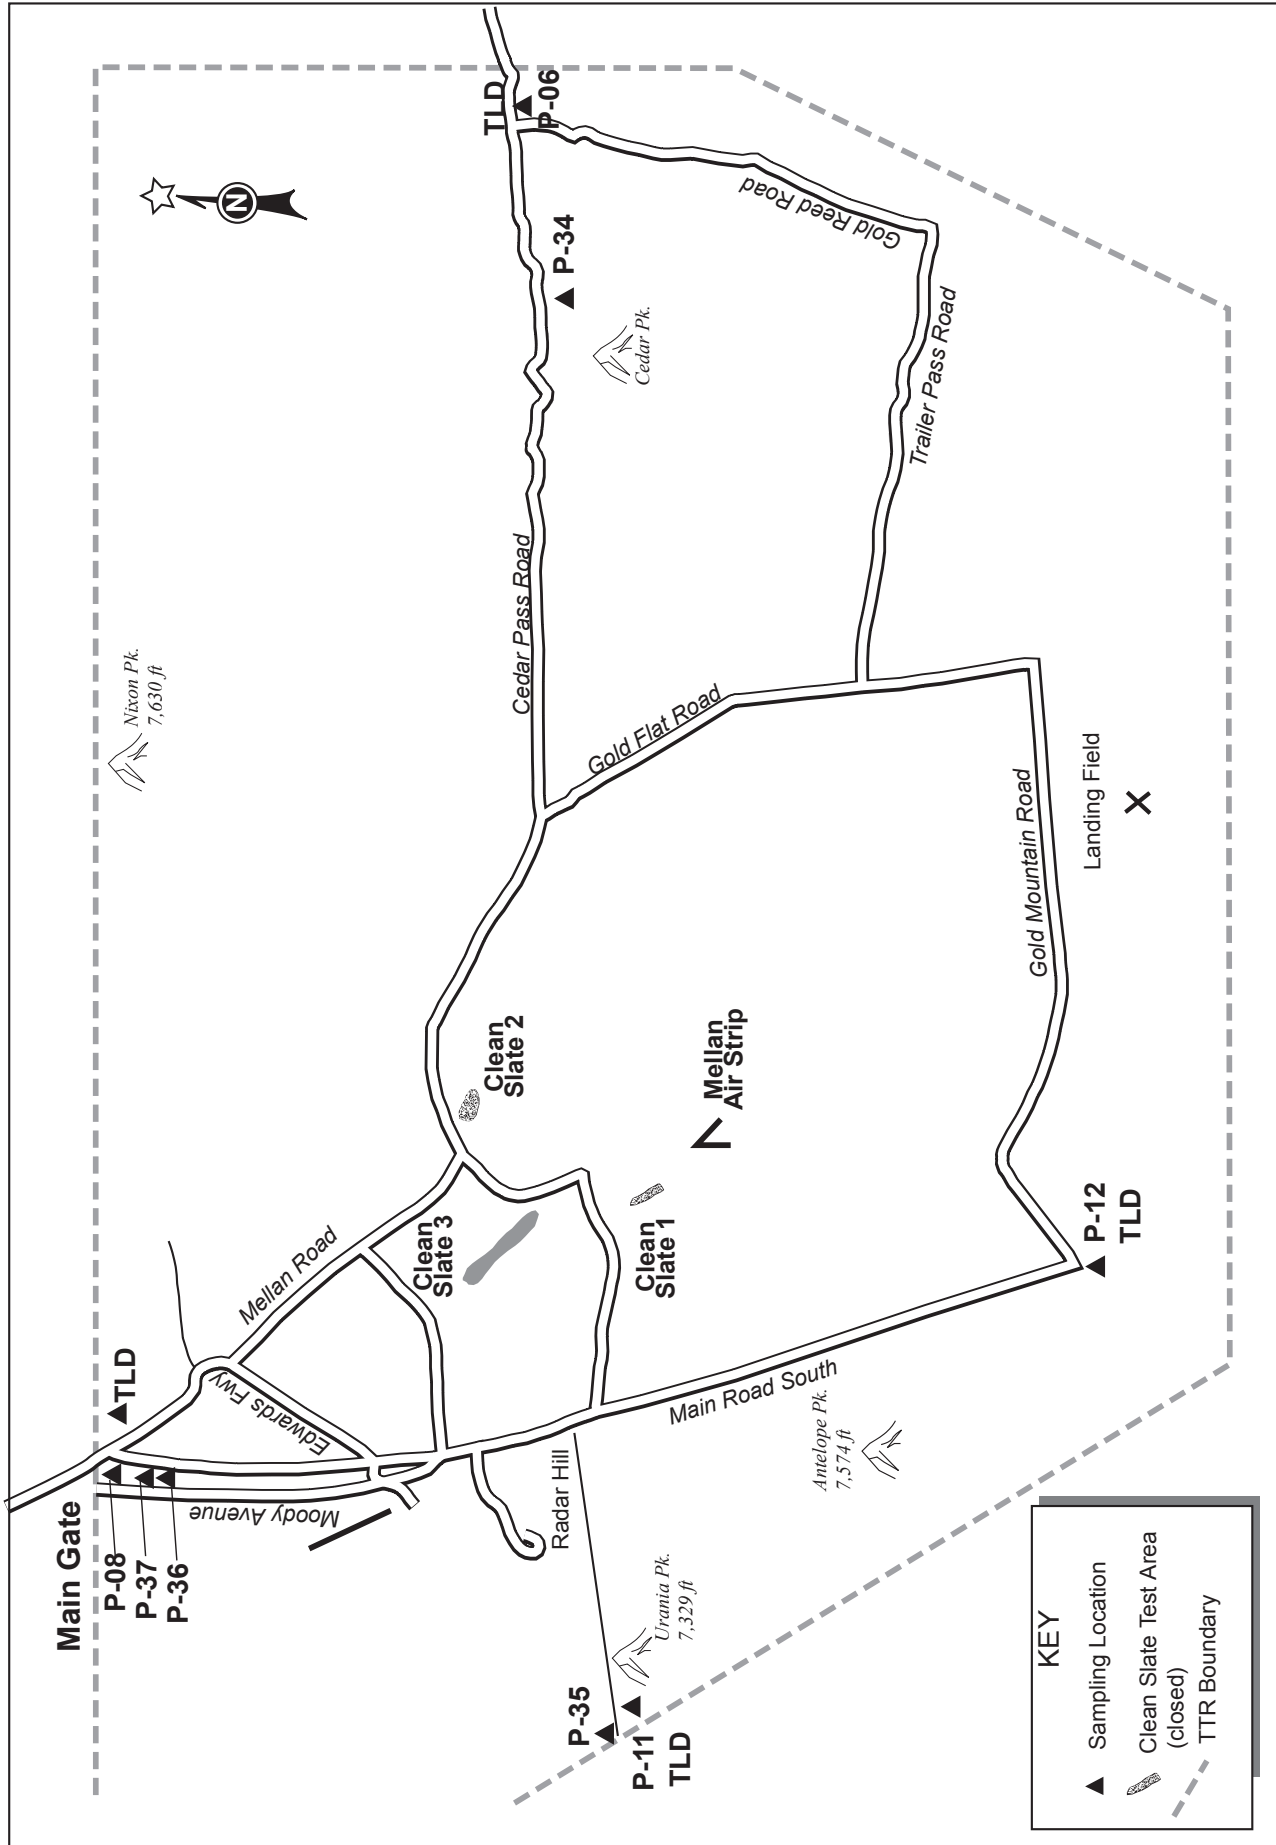 Main Gate
P-08
P-37
P-36
TLD
Moody Avenue
Edwards Fwy
Mellan Road
Nixon Pk.
7,630 ft
N
TLD
P-06
P-34
Cedar Pk.
Cedar Pass Road
Gold Reed Road
Trailer Pass Road
Gold Flat Road
Clean
Slate 2
Clean
Slate 3
Clean
Slate 1
Mellan
Air Strip
Radar Hill
Main Road South
Gold Mountain Road
Landing Field
P-35
P-11
TLD
Urania Pk.
7,329 ft
Antelope Pk.
7,574 ft
P-12
TLD
KEY
Sampling Location
Clean Slate Test Area
(closed)
TTR Boundary